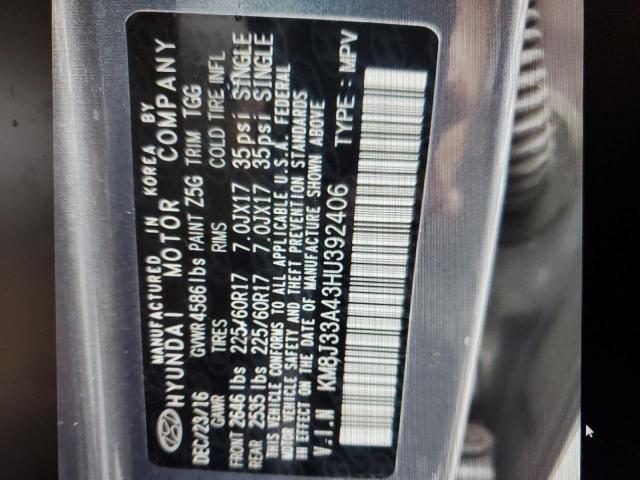 MANUFACTURED IN KOREA BY
HYUNDAI MOTOR COMPANY
DEC/23/16 GVWR 4586 lbs PAINT Z5G TRIM TGG
GAWR TIRES RIMS COLD TIRE INFL
FRONT 2646 lbs 225/60R17 7.0JX17 35psi SINGLE
REAR 2535 lbs 225/60R17 7.0JX17 35psi SINGLE
THIS VEHICLE CONFORMS TO ALL APPLICABLE U.S.A. FEDERAL
MOTOR VEHICLE SAFETY AND THEFT PREVENTION STANDARDS
IN EFFECT ON THE DATE OF MANUFACTURE SHOWN ABOVE
V.I.N KM8J33A43HU392406 TYPE : MPV